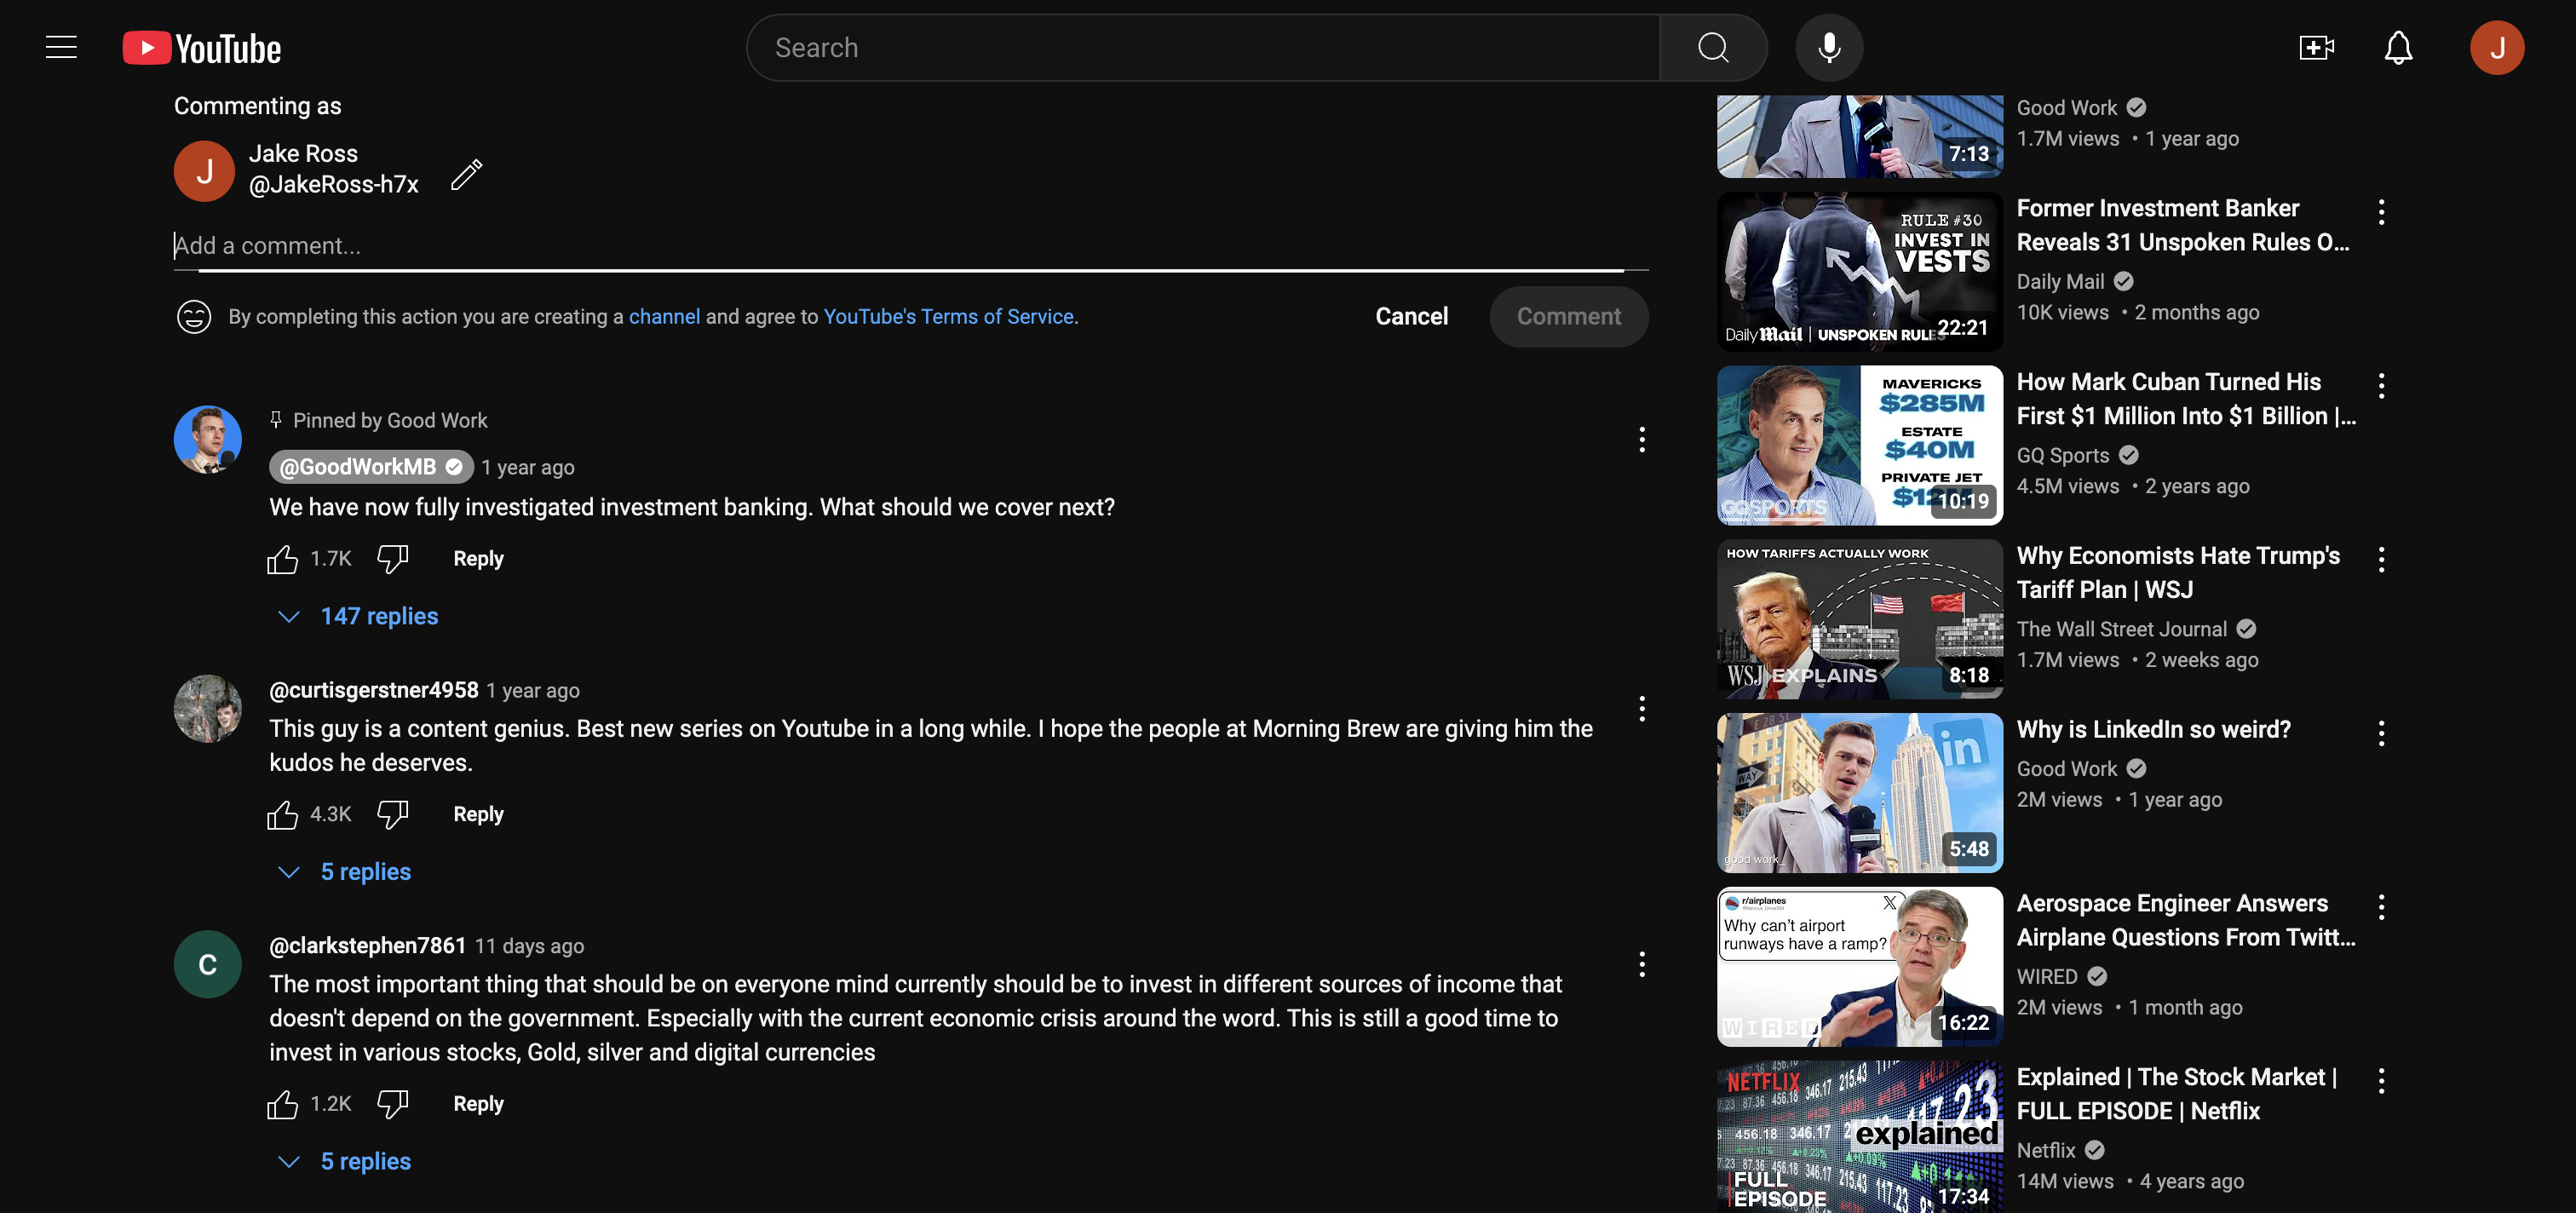 YouTube
Search
J
Commenting as
J
Jake Ross
@JakeRoss-h7x
Add a comment...
By completing this action you are creating a channel and agree to YouTube's Terms of Service.
Cancel
Comment
Pinned by Good Work
@GoodWorkMB 1 year ago
We have now fully investigated investment banking. What should we cover next?
1.7K
Reply
147 replies
@curtisgerstner4958 1 year ago
This guy is a content genius. Best new series on Youtube in a long while. I hope the people at Morning Brew are giving him the
kudos he deserves.
4.3K
Reply
5 replies
C
@clarkstephen7861 11 days ago
The most important thing that should be on everyone mind currently should be to invest in different sources of income that
doesn't depend on the government. Especially with the current economic crisis around the word. This is still a good time to
invest in various stocks, Gold, silver and digital currencies
1.2K
Reply
5 replies
7:13
Good Work
1.7M views • 1 year ago
RULE #30
INVEST IN
VESTS
Daily Mail | UNSPOKEN RULES
22:21
Former Investment Banker
Reveals 31 Unspoken Rules O...
Daily Mail
10K views • 2 months ago
MAVERICKS
$285M
ESTATE
$40M
PRIVATE JET
GQSPORTS
10:19
How Mark Cuban Turned His
First $1 Million Into $1 Billion |...
GQ Sports
4.5M views • 2 years ago
HOW TARIFFS ACTUALLY WORK
WSJ EXPLAINS
8:18
Why Economists Hate Trump's
Tariff Plan | WSJ
The Wall Street Journal
1.7M views • 2 weeks ago
E 28 ST
WAY
in
good work_
5:48
Why is LinkedIn so weird?
Good Work
2M views • 1 year ago
r/airplanes
Why can't airport
runways have a ramp?
WIRED
16:22
Aerospace Engineer Answers
Airplane Questions From Twitt...
WIRED
2M views • 1 month ago
NETFLIX
explained
FULL
EPISODE
17:34
Explained | The Stock Market |
FULL EPISODE | Netflix
Netflix
14M views • 4 years ago